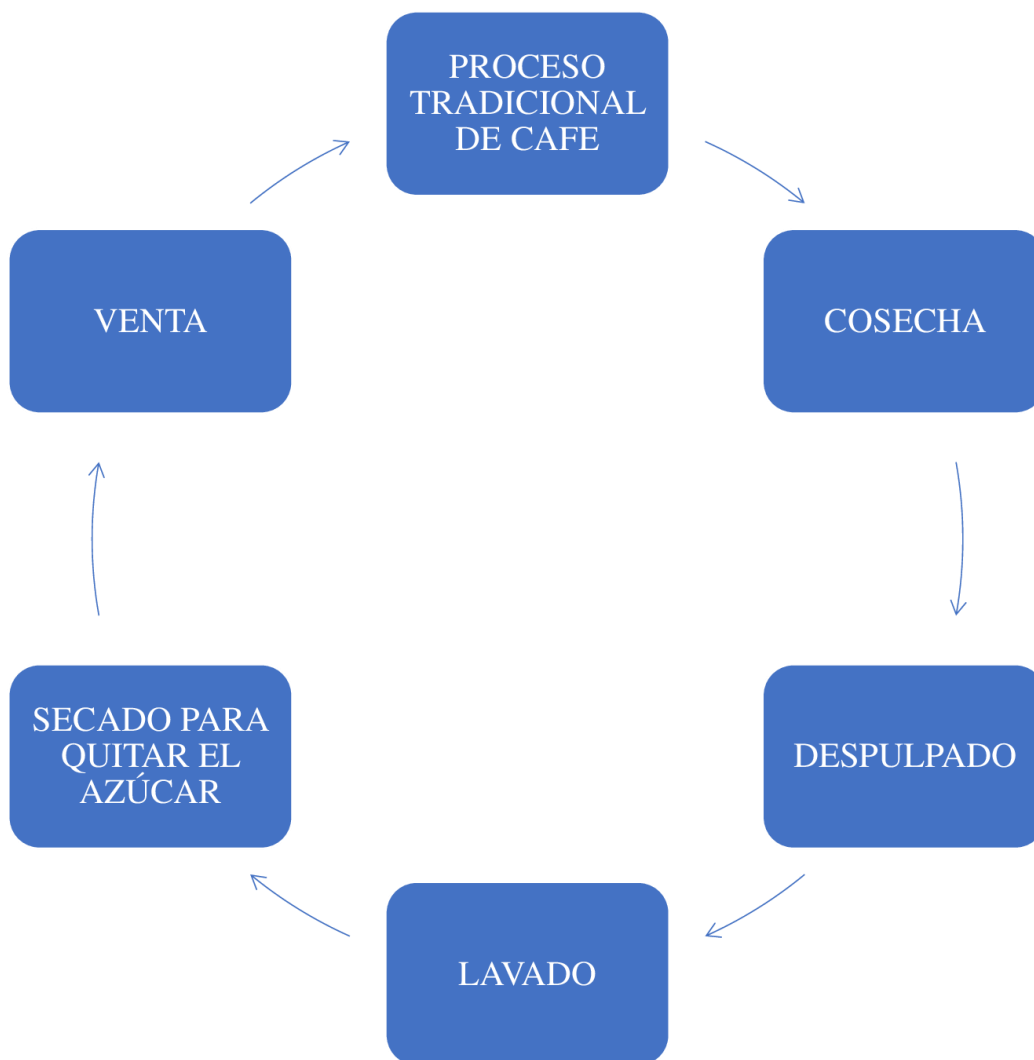 PROCESO
TRADICIONAL
DE CAFE
COSECHA
DESPULPADO
LAVADO
SECADO PARA
QUITAR EL
AZÚCAR
VENTA